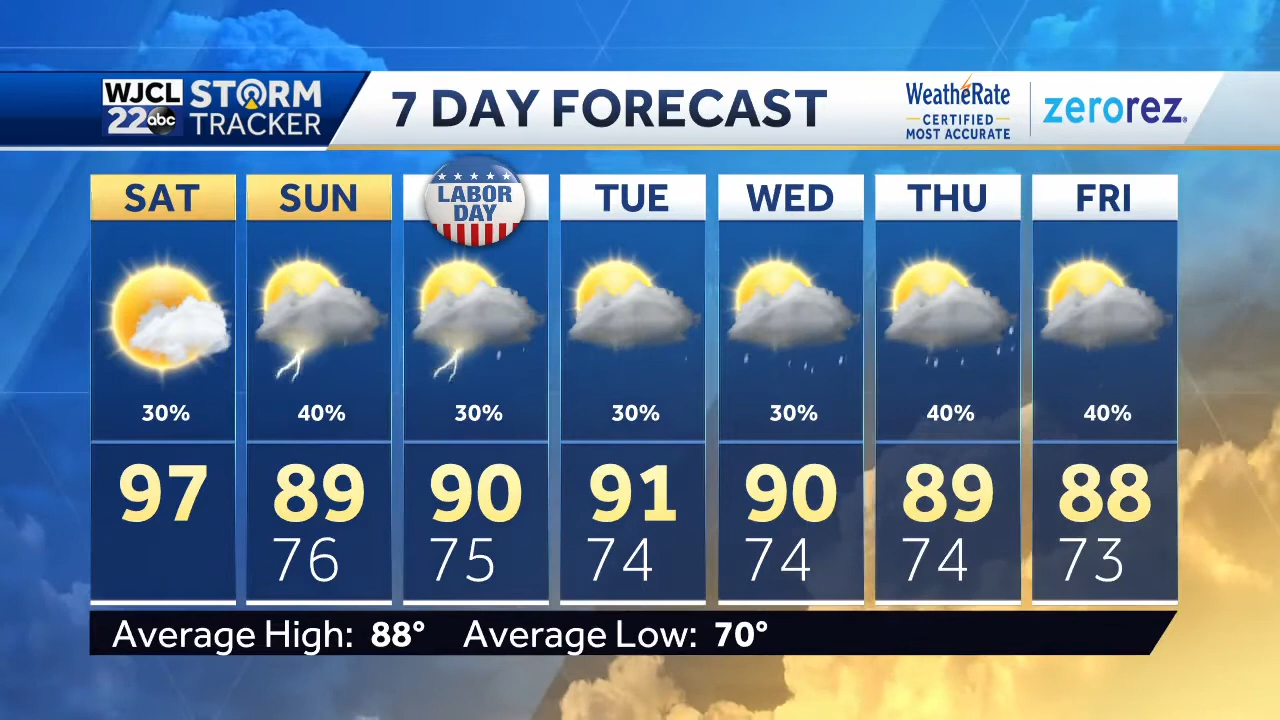 WJCL
22 abc
STORM
TRACKER
7 DAY FORECAST
WeatheRate
CERTIFIED
MOST ACCURATE
zerorez
SAT
SUN
LABOR
DAY
TUE
WED
THU
FRI
30%
40%
30%
30%
30%
40%
40%
97
89
90
91
90
89
88
76
75
74
74
74
73
Average High: 88° Average Low: 70°